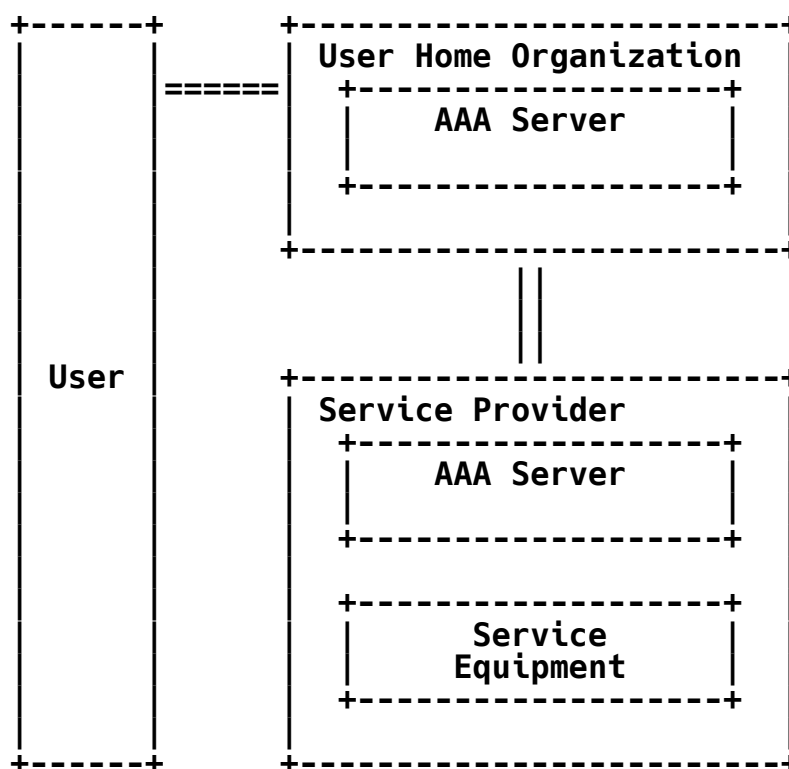 User Home Organization
AAA Server
User
Service Provider
AAA Server
Service
Equipment